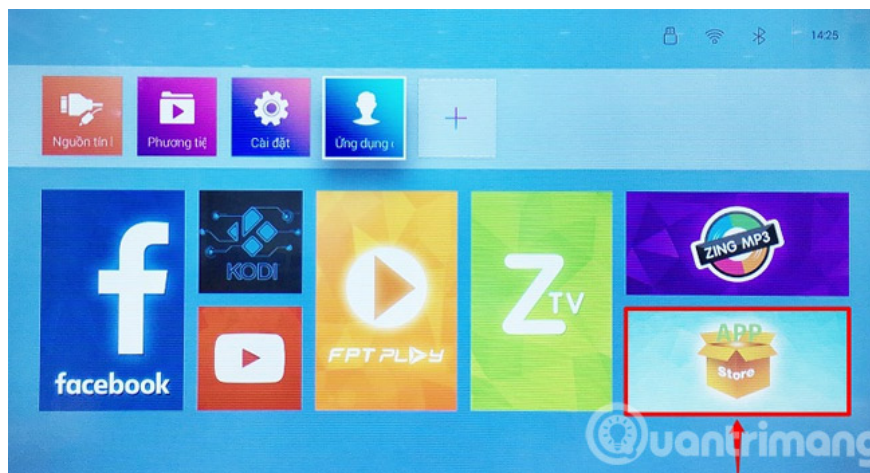 14:25
Nguồn tín l
Phương tiệ
Cài đặt
Ứng dụng c
+
f
facebook
KODI
FPT PLAY
Z TV
ZING MP3
APP
Store
Quantrimang